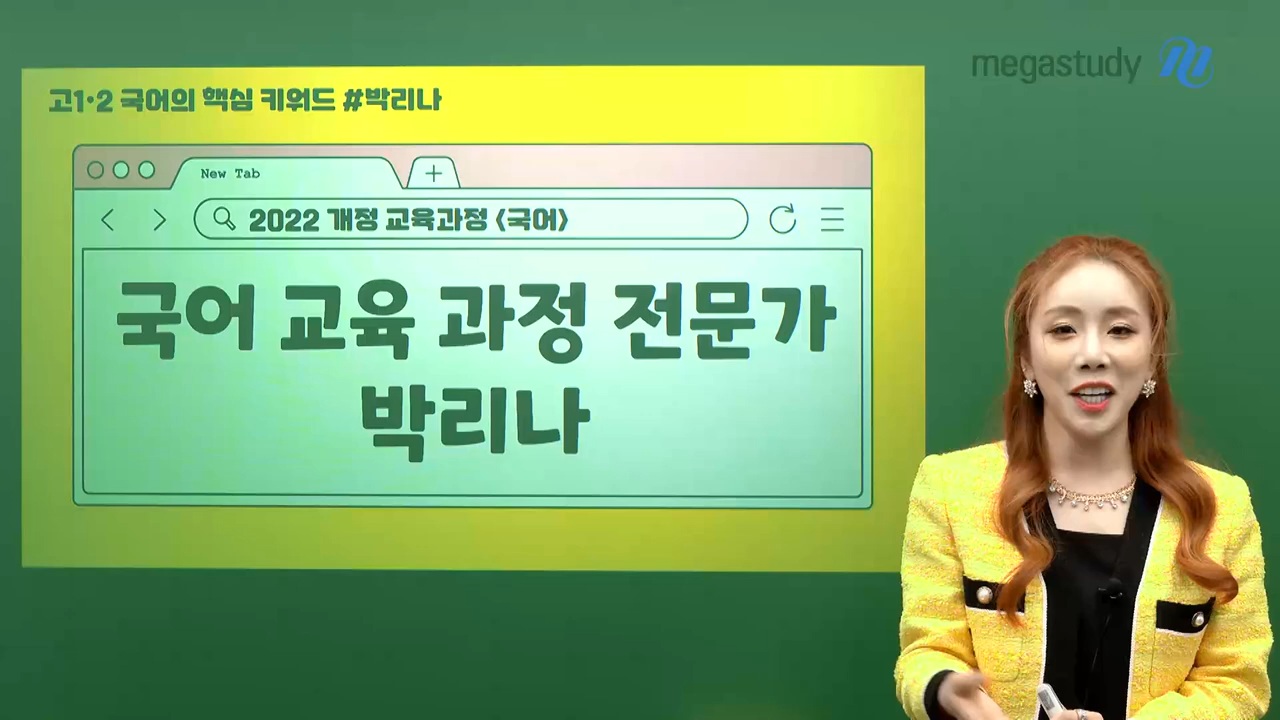 megastudy
고1·2 국어의 핵심 키워드 #박리나
New Tab
2022 개정 교육과정 <국어>
국어 교육 과정 전문가
박리나